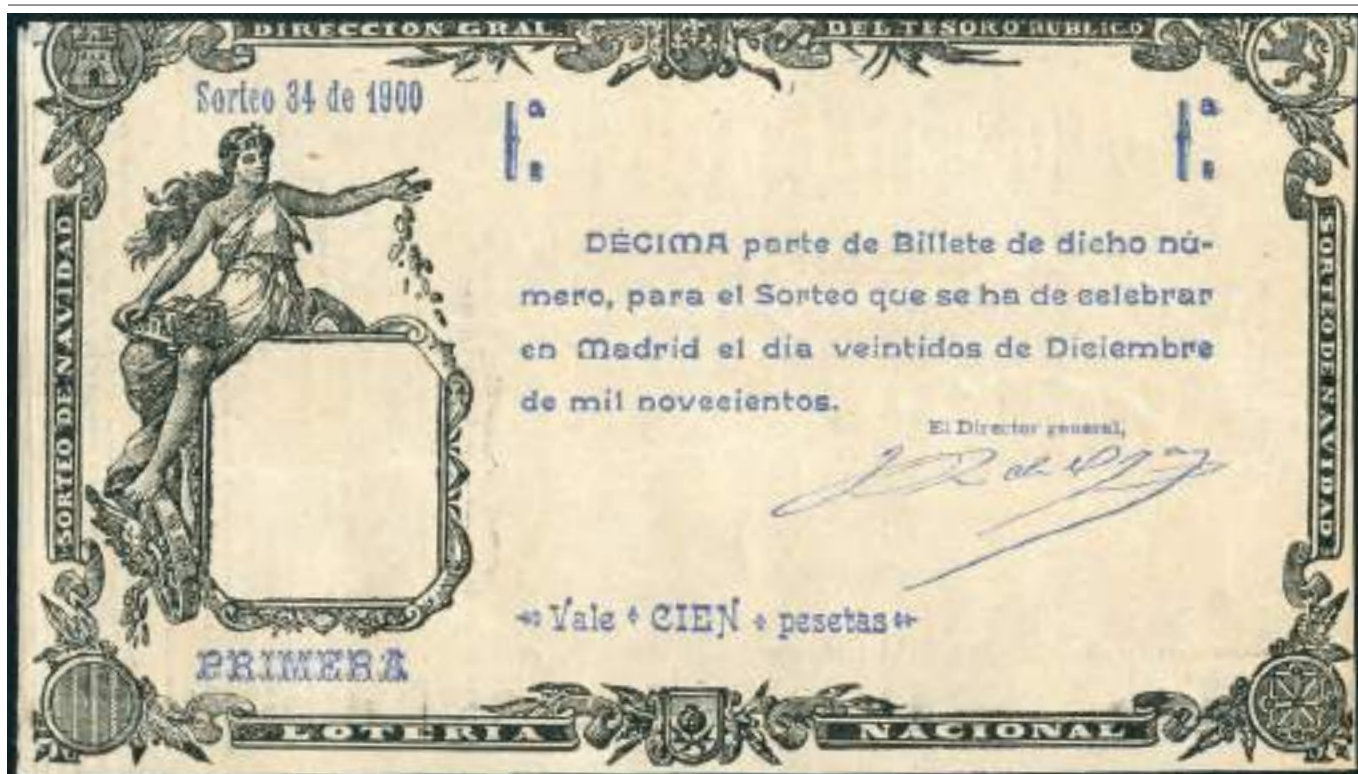 DIRECCIÓN GRAL. DEL TESORO PUBLICO
Sorteo 34 de 1900
1.ª 1.ª
SORTEO DE NAVIDAD
SORTEO DE NAVIDAD
DÉCIMA parte de Billete de dicho nú-
mero, para el Sorteo que se ha de celebrar
en Madrid el día veintidos de Diciembre
de mil novecientos.
El Director general,
Vale CIEN pesetas
PRIMERA
LOTERIA NACIONAL